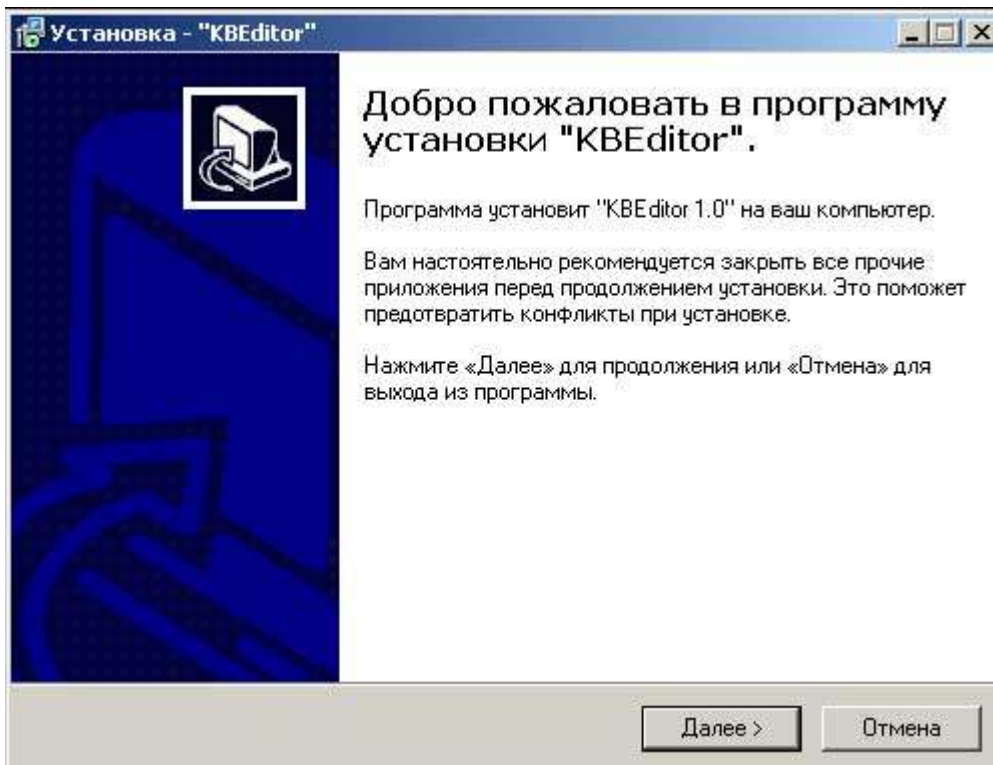 Установка - "KBEditor"
Добро пожаловать в программу
установки "KBEditor".
Программа установит "KBEditor 1.0" на ваш компьютер.
Вам настоятельно рекомендуется закрыть все прочие
приложения перед продолжением установки. Это поможет
предотвратить конфликты при установке.
Нажмите «Далее» для продолжения или «Отмена» для
выхода из программы.
Далее >
Отмена